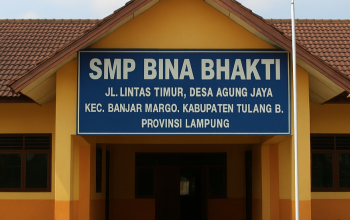 SMP BINA BHAKTI
JL. LINTAS TIMUR, DESA AGUNG JAYA
KEC. BANJAR MARGO. KABUPATEN TULANG B.
PROVINSI LAMPUNG